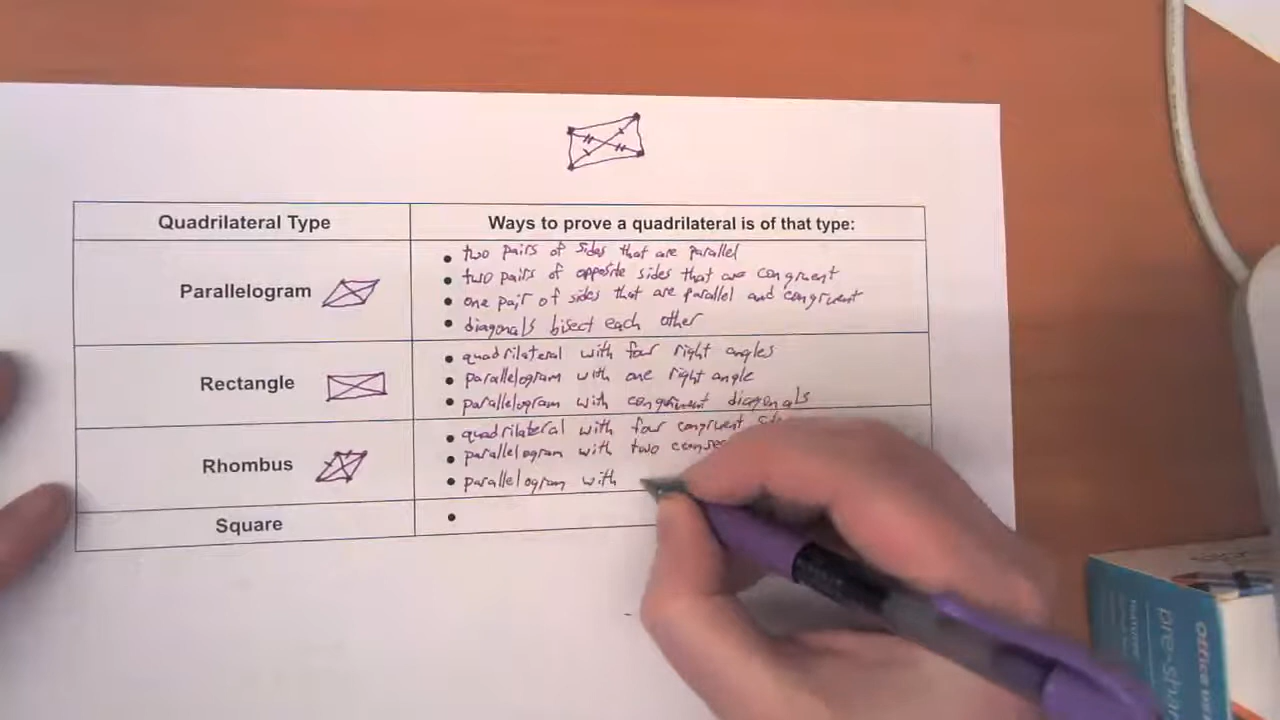 Quadrilateral Type
Ways to prove a quadrilateral is of that type:
Parallelogram
• two pairs of sides that are parallel
• two pairs of opposite sides that are congruent
• one pair of sides that are parallel and congruent
• diagonals bisect each other
Rectangle
• quadrilateral with four right angles
• parallelogram with one right angle
• parallelogram with congruent diagonals
Rhombus
• quadrilateral with four congruent
• parallelogram with two
• parallelogram with
Square
•
office
pre-shar